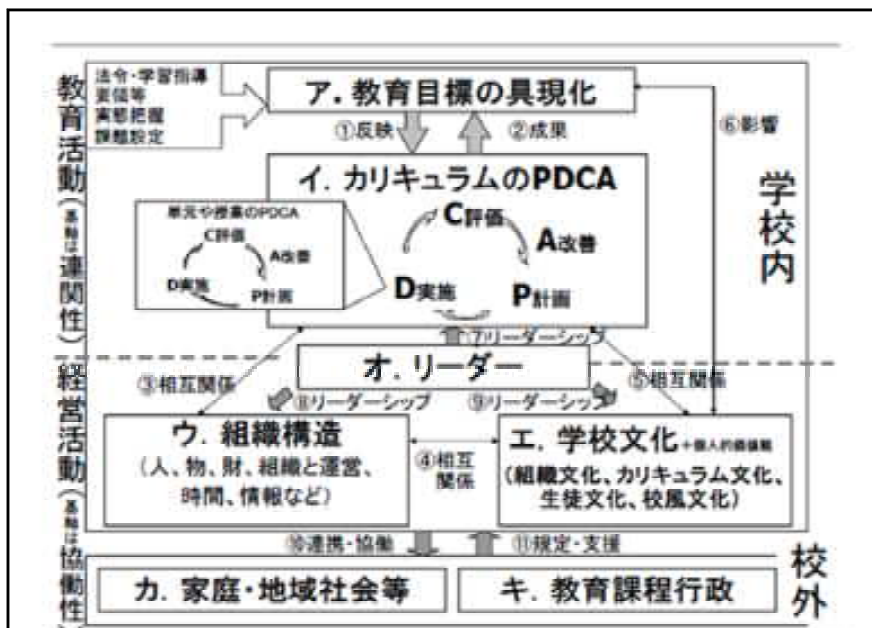 法令・学習指導
要領等
実態把握
課題設定
ア．教育目標の具現化
①反映
②成果
⑥影響
イ．カリキュラムのPDCA
単元や授業のPDCA
C評価
A改善
D実施
P計画
C評価
A改善
D実施
P計画
⑦リーダーシップ
オ．リーダー
③相互関係
⑧リーダーシップ
⑨リーダーシップ
⑤相互関係
ウ．組織構造
（人、物、財、組織と運営、
時間、情報など）
④相互
関係
エ．学校文化＋個人的価値観
（組織文化、カリキュラム文化、
生徒文化、校風文化）
⑩連携・協働
⑪規定・支援
カ．家庭・地域社会等
キ．教育課程行政
教育活動（基軸は連関性）
経営活動（基軸は協働性）
学校内
校外